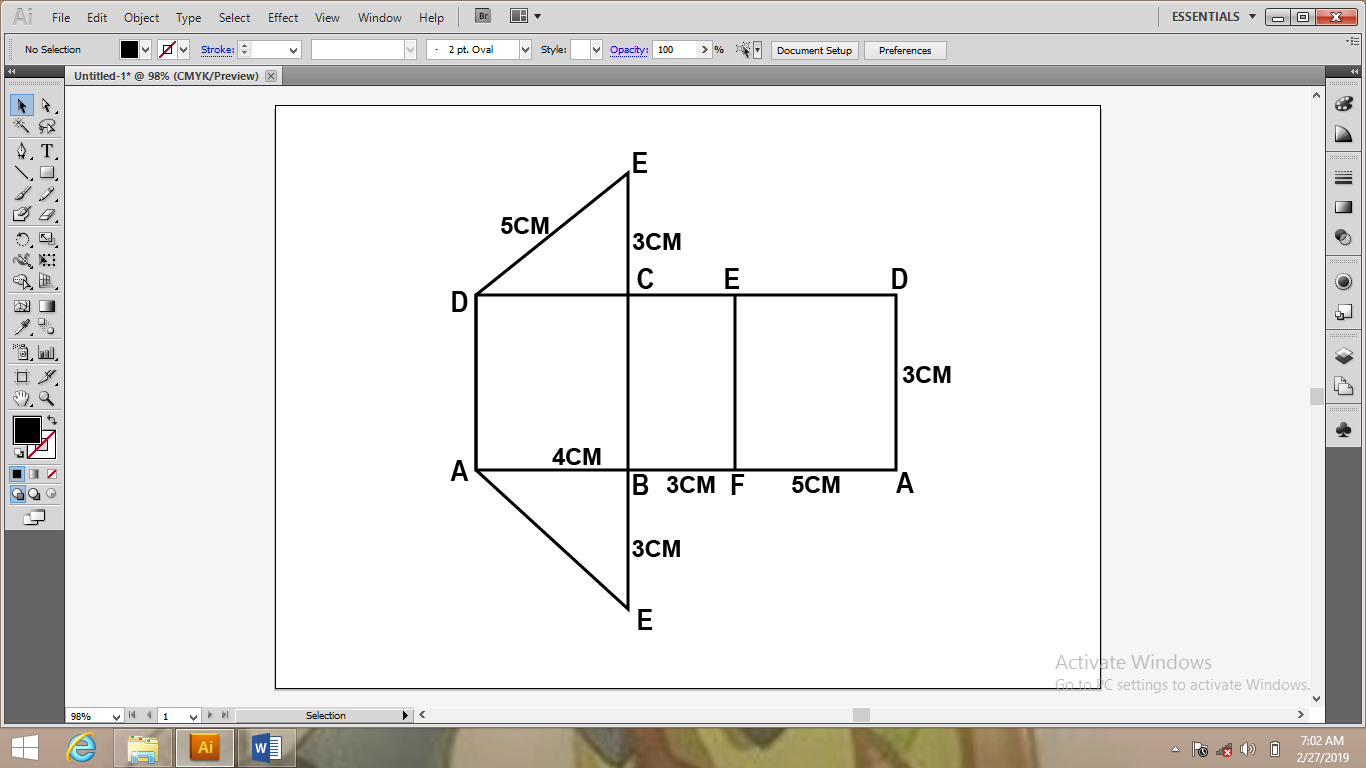 Ai File Edit Object Type Select Effect View Window Help Br ESSENTIALS
No Selection Stroke: 2 pt. Oval Style: Opacity: 100 % Document Setup Preferences
Untitled-1* @ 98% (CMYK/Preview)
E
5CM
3CM
C E D
D
3CM
4CM
A B 3CM F 5CM A
3CM
E
Activate Windows
Go to PC settings to activate Windows.
98% 1 Selection
Ai W 7:02 AM
2/27/2019